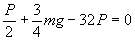 P/2 + 3/4 mg − 32P = 0